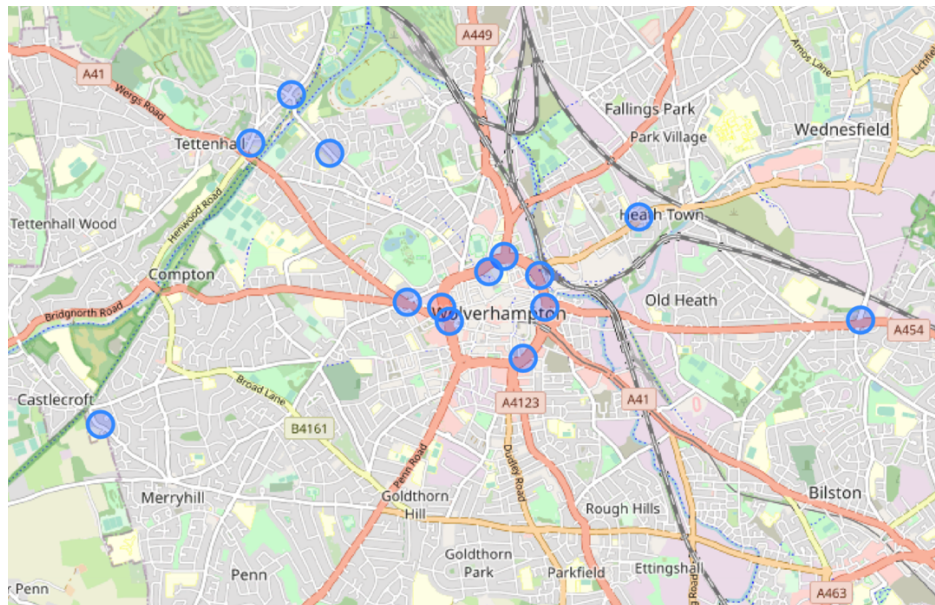 A449
A41
Wergs Road
Amos Lane
Lichfiel
Fallings Park
Park Village
Wednesfield
Tettenhall
Henwood Road
Tettenhall Wood
Heath Town
Compton
Bridgnorth Road
Old Heath
Wolverhampton
A454
Castlecroft
Broad Lane
A4123
A41
B4161
Penn Road
Dudley Road
Merryhill
Goldthorn
Hill
Rough Hills
Bilston
Goldthorn
Park
Penn
Parkfield
Ettingshall
r Penn
g Road
A463